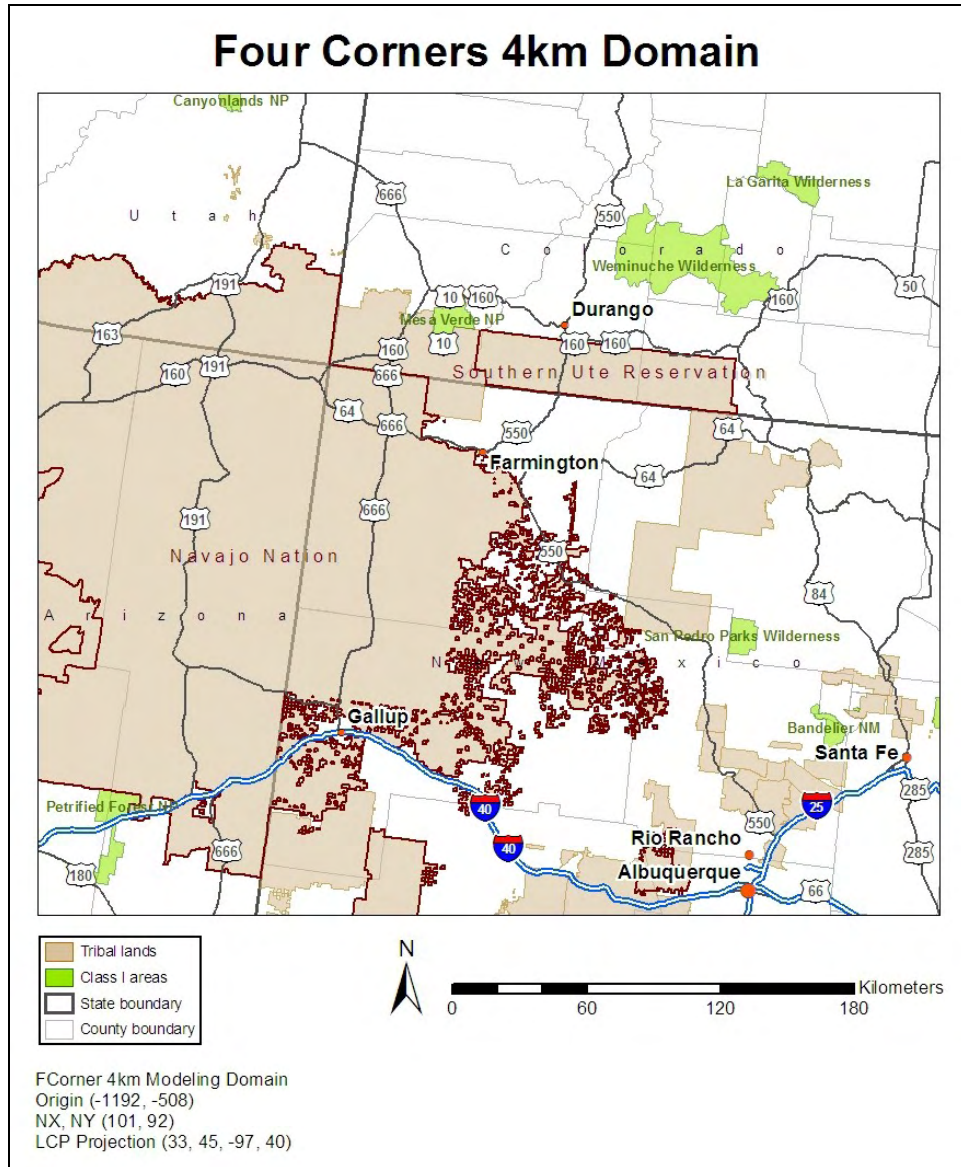 Four Corners 4km Domain
Canyonlands NP
La Garita Wilderness
666
550
Utah
Colorado
Weminuche Wilderness
191
50
10 160
160
Durango
163
Mesa Verde NP
10
160
160 160
160
191
666
Southern Ute Reservation
64
666
550
64
Farmington
64
191
666
550
Navajo Nation
84
Arizona
San Pedro Parks Wilderness
New Mexico
Gallup
Bandelier NM
Santa Fe
285
Petrified Forest NP
40
25
550
Rio Rancho
40
666
285
180
Albuquerque
66
Tribal lands
Class I areas
State boundary
County boundary
N
Kilometers
0 60 120 180
FCorner 4km Modeling Domain
Origin (-1192, -508)
NX, NY (101, 92)
LCP Projection (33, 45, -97, 40)